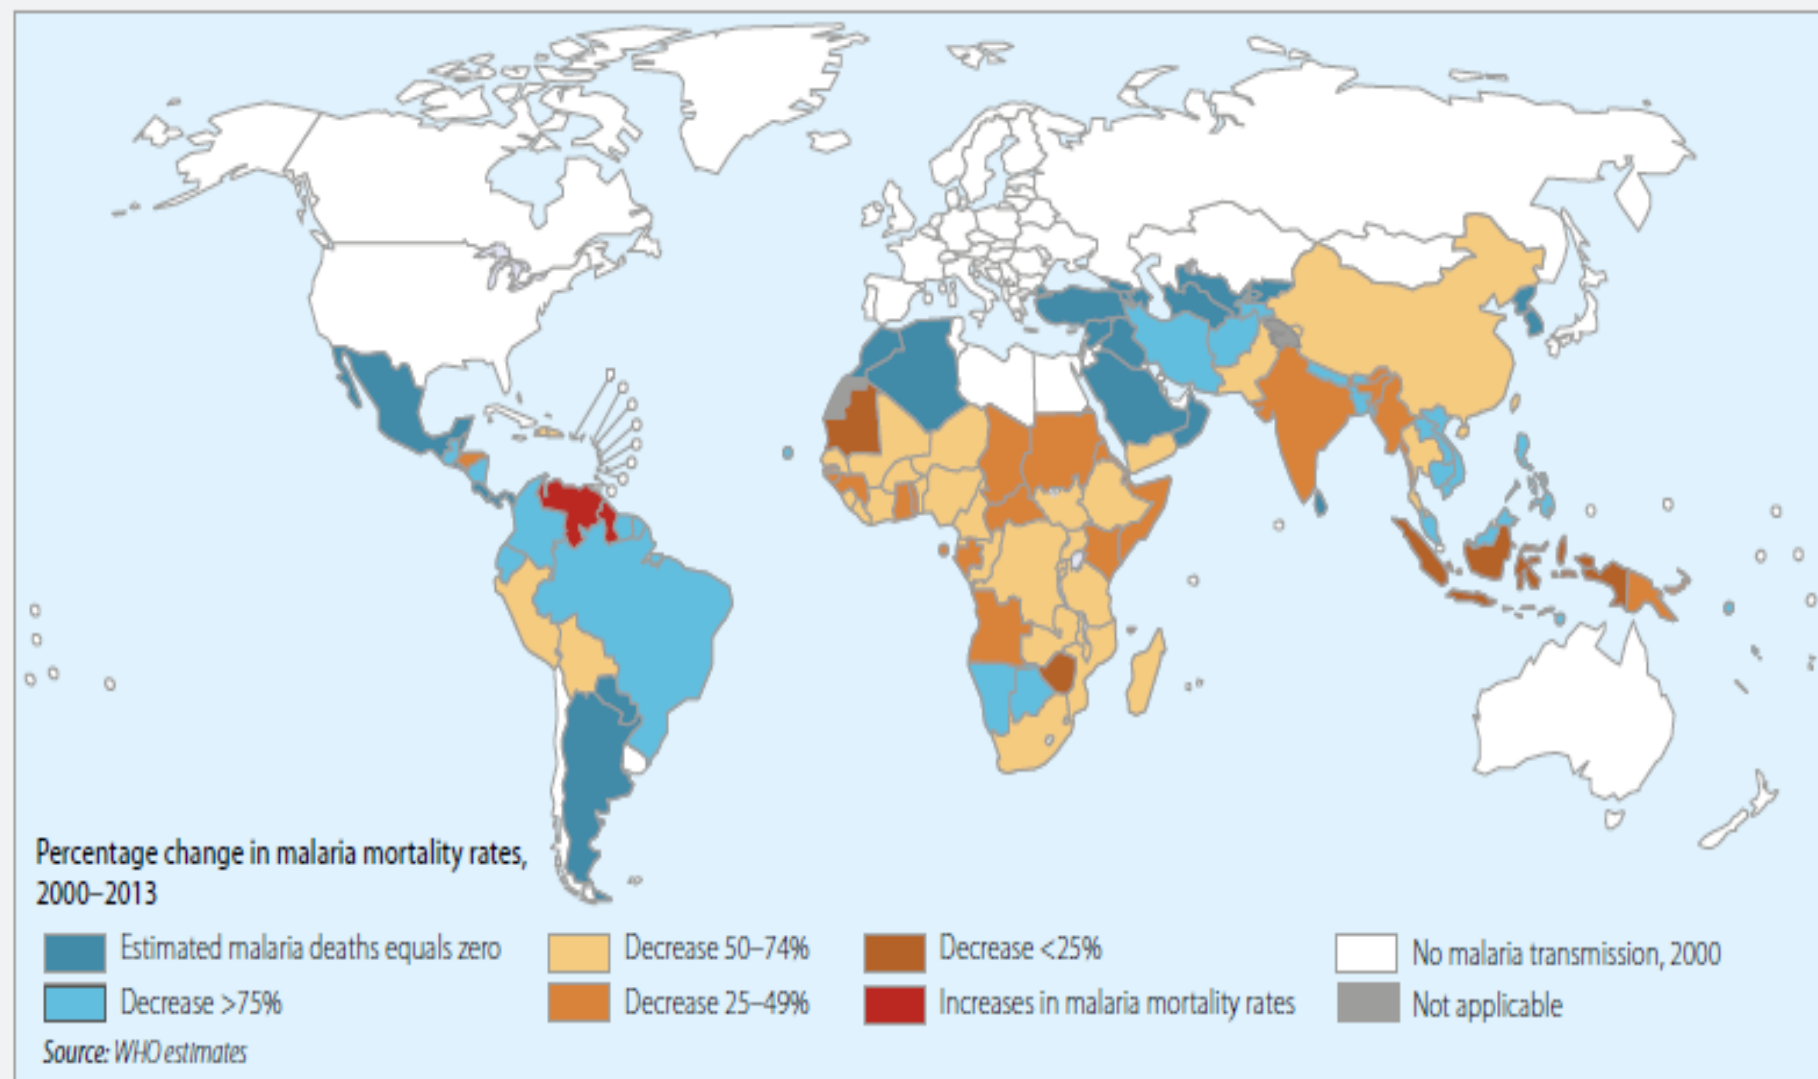 Percentage change in malaria mortality rates,
2000–2013
Estimated malaria deaths equals zero
Decrease >75%
Decrease 50–74%
Decrease 25–49%
Decrease <25%
Increases in malaria mortality rates
No malaria transmission, 2000
Not applicable
Source: WHO estimates